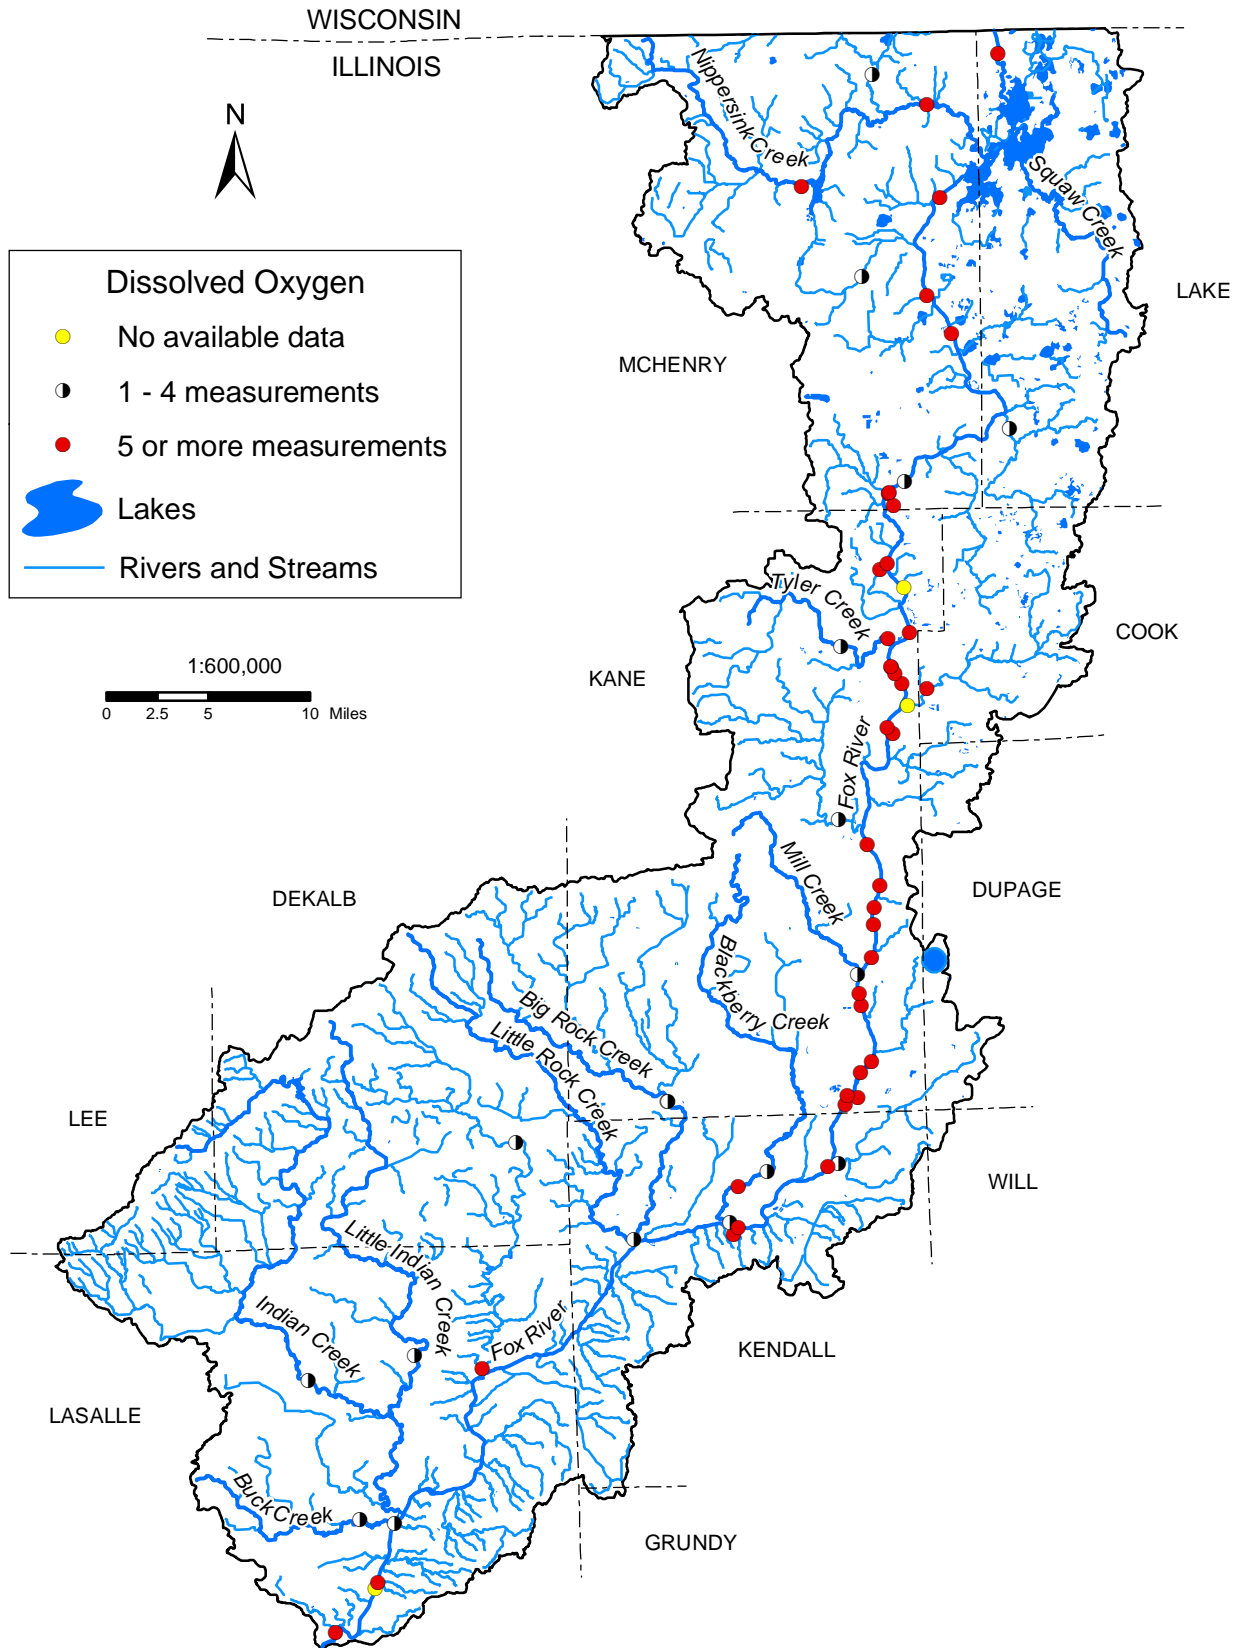 WISCONSIN
ILLINOIS
N
Nippersink Creek
Squaw Creek
Dissolved Oxygen
No available data
1 - 4 measurements
5 or more measurements
Lakes
Rivers and Streams
LAKE
MCHENRY
Tyler Creek
COOK
1:600,000
0 2.5 5 10 Miles
KANE
Fox River
Mill Creek
DEKALB
DUPAGE
Blackberry Creek
Big Rock Creek
Little Rock Creek
LEE
WILL
Little Indian Creek
Indian Creek
Fox River
KENDALL
LASALLE
Buck Creek
GRUNDY